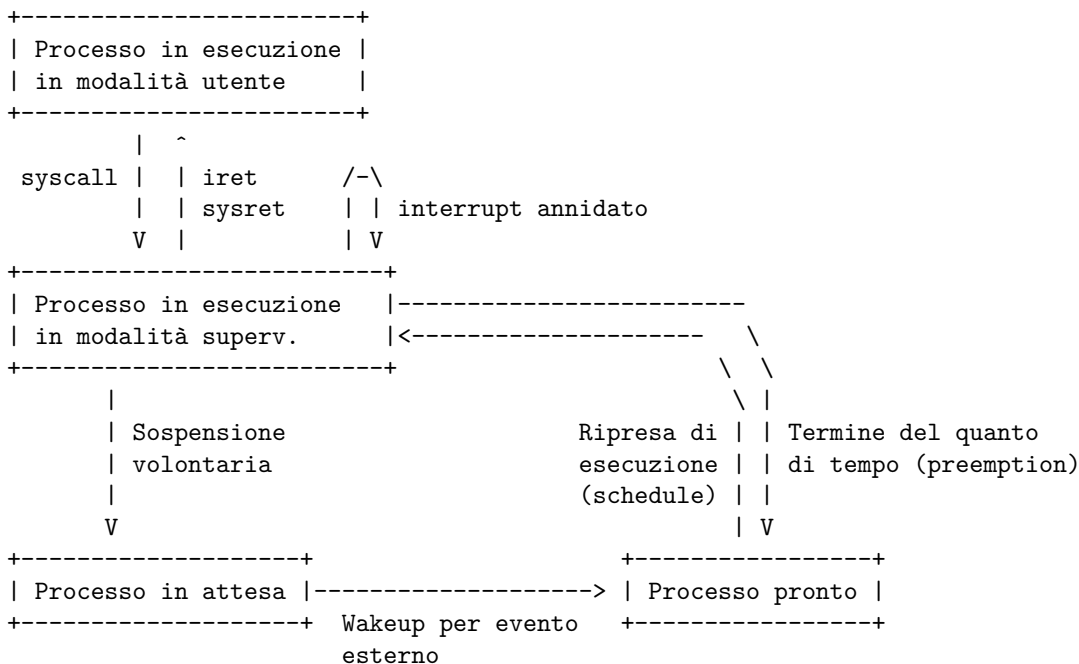 Processo in esecuzione
in modalità utente
syscall
iret
sysret
interrupt annidato
Processo in esecuzione
in modalità superv.
Sospensione
volontaria
Ripresa di
esecuzione
(schedule)
Termine del quanto
di tempo (preemption)
Processo in attesa
Wakeup per evento
esterno
Processo pronto